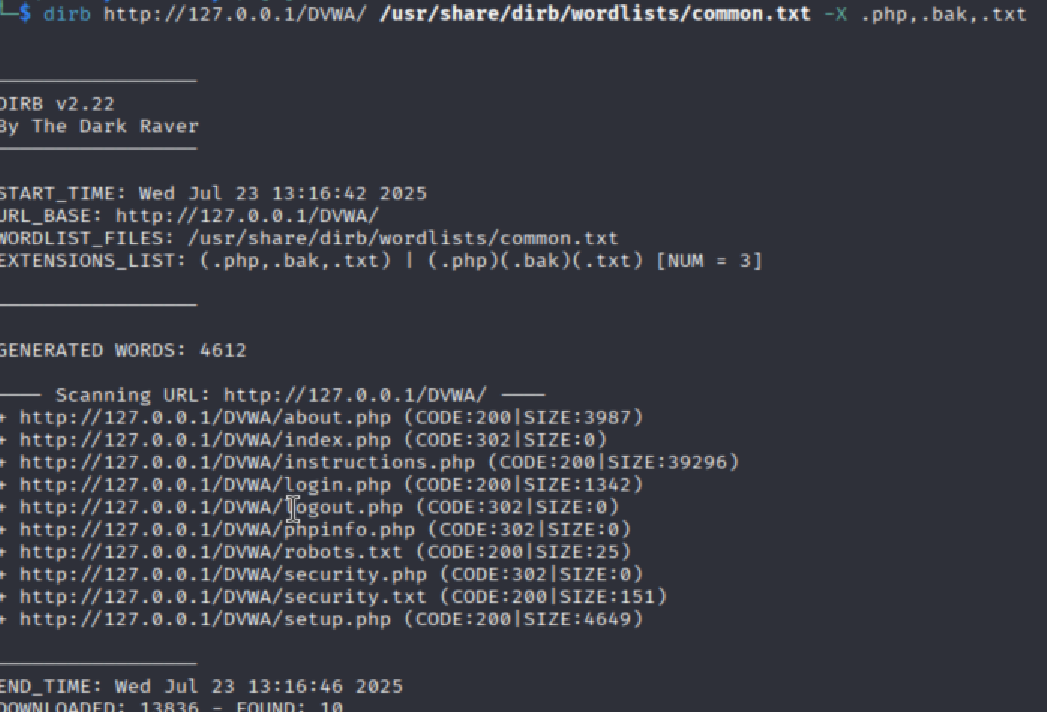 └─$ dirb http://127.0.0.1/DVWA/ /usr/share/dirb/wordlists/common.txt -X .php,.bak,.txt
DIRB v2.22
By The Dark Raver
START_TIME: Wed Jul 23 13:16:42 2025
URL_BASE: http://127.0.0.1/DVWA/
WORDLIST_FILES: /usr/share/dirb/wordlists/common.txt
EXTENSIONS_LIST: (.php,.bak,.txt) | (.php)(.bak)(.txt) [NUM = 3]
GENERATED WORDS: 4612
Scanning URL: http://127.0.0.1/DVWA/
+ http://127.0.0.1/DVWA/about.php (CODE:200|SIZE:3987)
+ http://127.0.0.1/DVWA/index.php (CODE:302|SIZE:0)
+ http://127.0.0.1/DVWA/instructions.php (CODE:200|SIZE:39296)
+ http://127.0.0.1/DVWA/login.php (CODE:200|SIZE:1342)
+ http://127.0.0.1/DVWA/logout.php (CODE:302|SIZE:0)
+ http://127.0.0.1/DVWA/phpinfo.php (CODE:302|SIZE:0)
+ http://127.0.0.1/DVWA/robots.txt (CODE:200|SIZE:25)
+ http://127.0.0.1/DVWA/security.php (CODE:302|SIZE:0)
+ http://127.0.0.1/DVWA/security.txt (CODE:200|SIZE:151)
+ http://127.0.0.1/DVWA/setup.php (CODE:200|SIZE:4649)
END_TIME: Wed Jul 23 13:16:46 2025
DOWNLOADED: 13836 - FOUND: 10